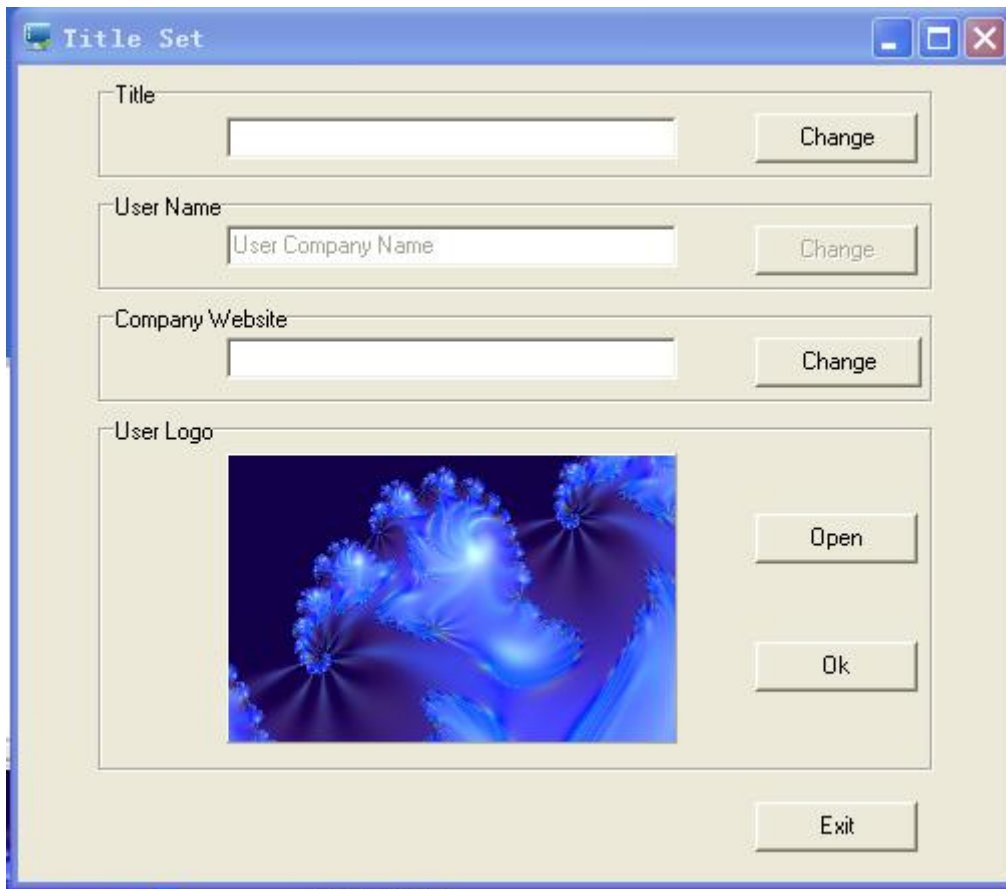 Title Set
Title
Change
User Name
User Company Name
Change
Company Website
Change
User Logo
Open
Ok
Exit